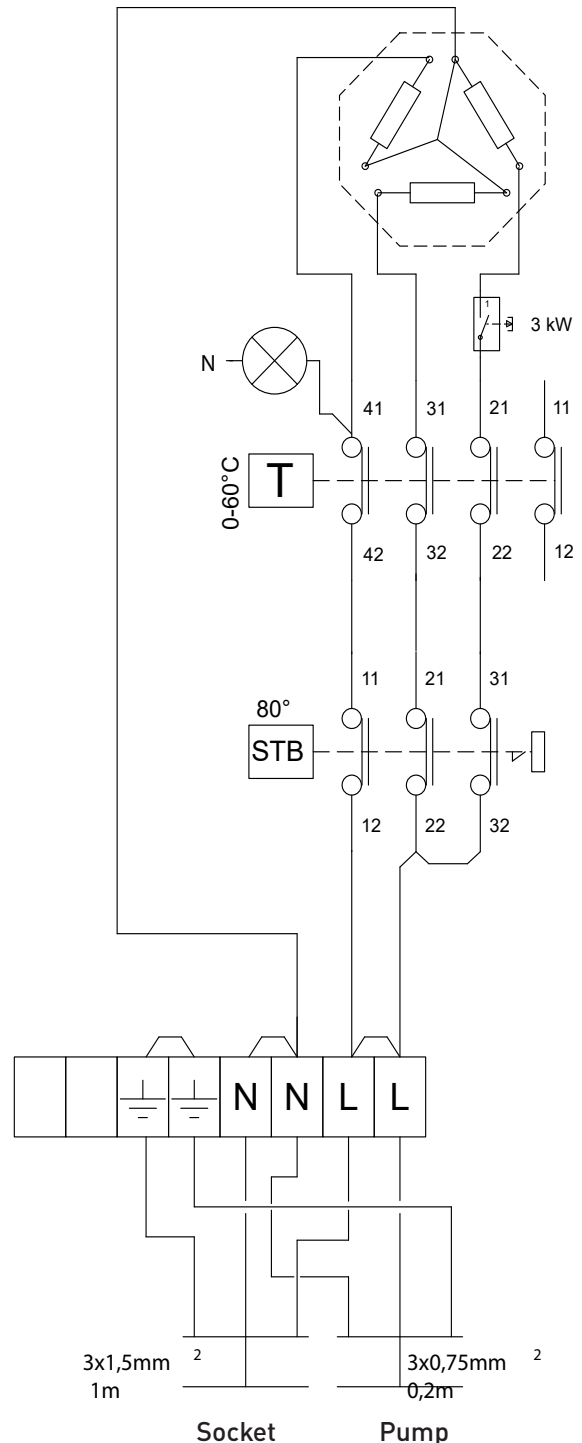 1
3 kW
N
41 31 21 11
T
0-60°C
42 32 22 12
11 21 31
80°
STB
12 22 32
N N L L
3x1,5mm 2
1m
3x0,75mm 2
0,2m
Socket
Pump